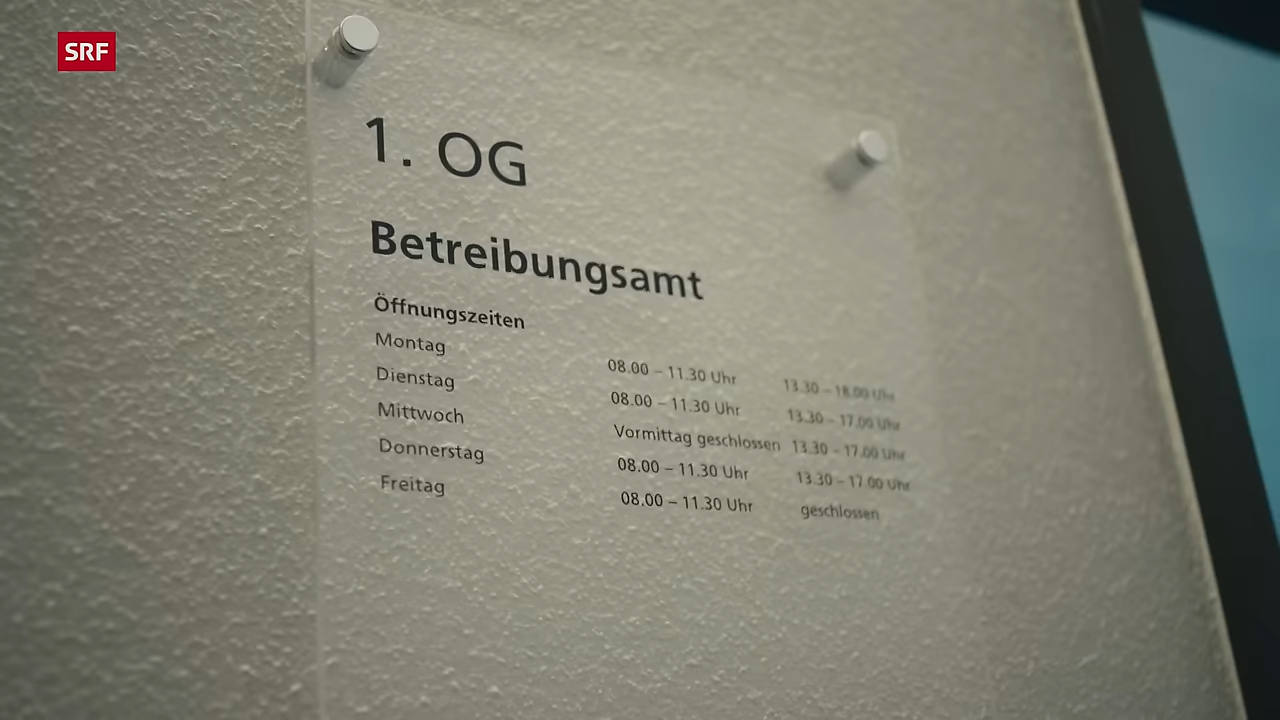 SRF
1. OG
Betreibungsamt
Öffnungszeiten
Montag 08.00 – 11.30 Uhr 13.30 – 18.00 Uhr
Dienstag 08.00 – 11.30 Uhr 13.30 – 17.00 Uhr
Mittwoch Vormittag geschlossen 13.30 – 17.00 Uhr
Donnerstag 08.00 – 11.30 Uhr 13.30 – 17.00 Uhr
Freitag 08.00 – 11.30 Uhr geschlossen